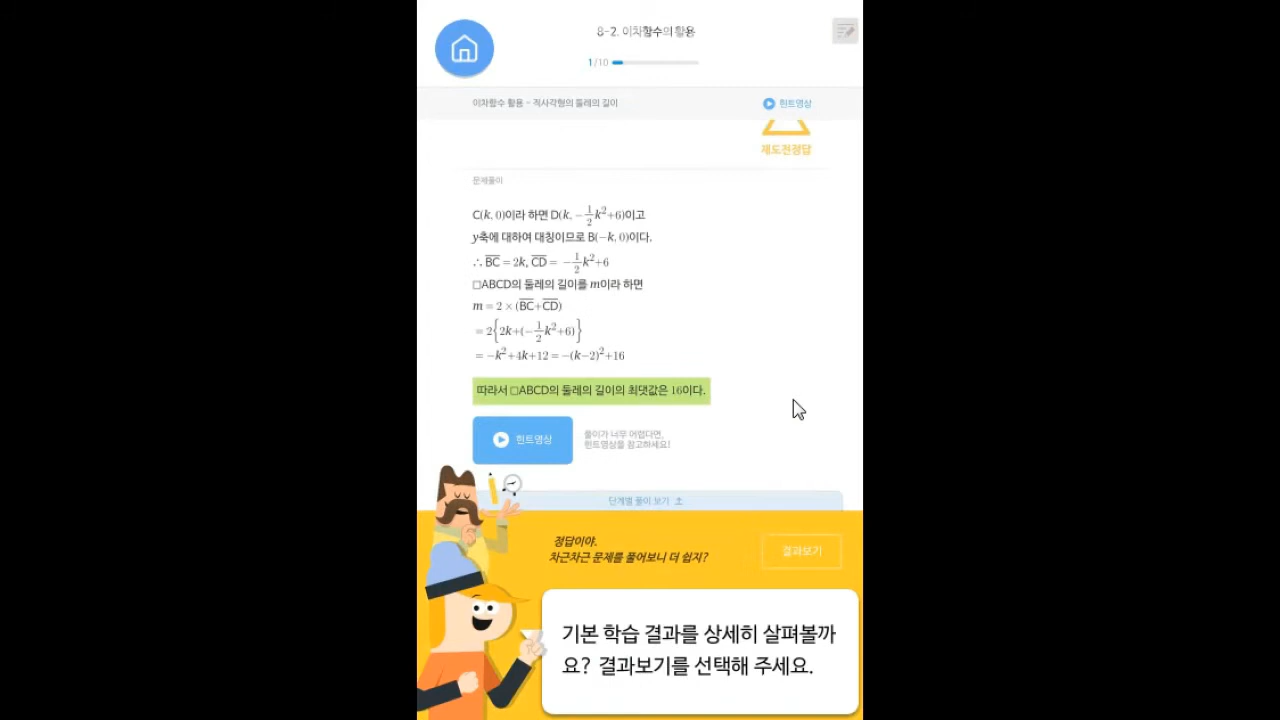 8-2. 이차함수의 활용
1/10
이차함수 활용 - 직사각형의 둘레의 길이
힌트영상
재도전정답
문제풀이
C(k, 0)이라 하면 D(k, -1/2k²+6)이고
y축에 대하여 대칭이므로 B(-k, 0)이다.
∴ B̅C̅ = 2k, C̅D̅ = -1/2k²+6
□ABCD의 둘레의 길이를 m이라 하면
m = 2 × (B̅C̅+C̅D̅)
= 2{2k+(-1/2k²+6)}
= -k²+4k+12 = -(k-2)²+16
따라서 □ABCD의 둘레의 길이의 최댓값은 16이다.
힌트영상
풀이가 너무 어렵다면,
힌트영상을 참고하세요!
단계별 풀이 보기
정답이야.
차근차근 문제를 풀어보니 더 쉽지?
결과보기
기본 학습 결과를 상세히 살펴볼까
요? 결과보기를 선택해 주세요.